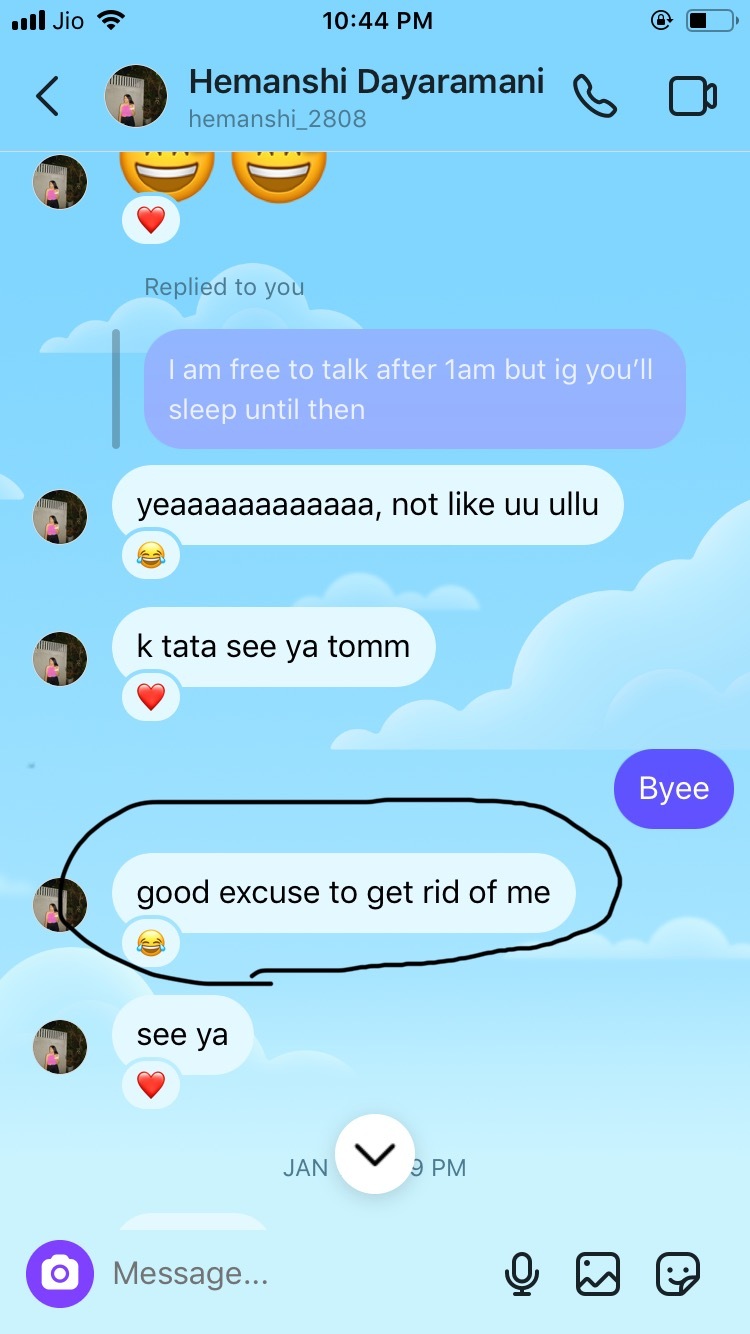 Jio
10:44 PM
Hemanshi Dayaramani
hemanshi_2808
Replied to you
I am free to talk after 1am but ig you’ll
sleep until then
yeaaaaaaaaaaaaa, not like uu ullu
k tata see ya tomm
Byee
good excuse to get rid of me
see ya
JAN 9 PM
Message...